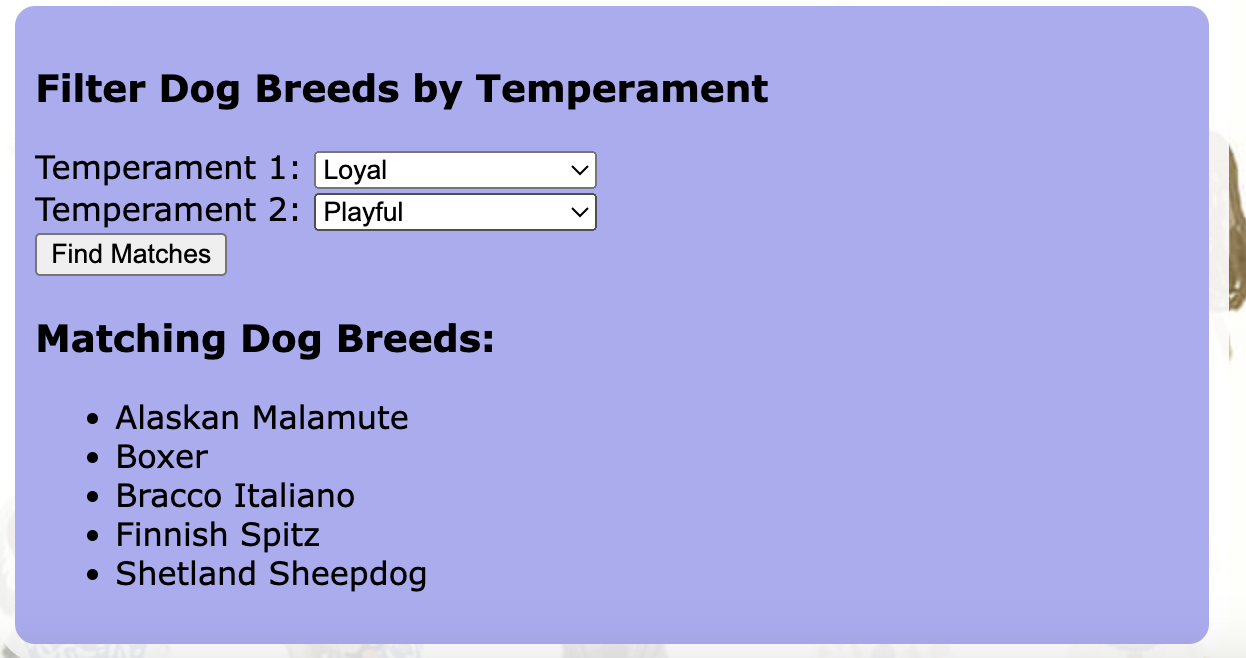 Filter Dog Breeds by Temperament
Temperament 1: Loyal
Temperament 2: Playful
Find Matches
Matching Dog Breeds:
• Alaskan Malamute
• Boxer
• Bracco Italiano
• Finnish Spitz
• Shetland Sheepdog